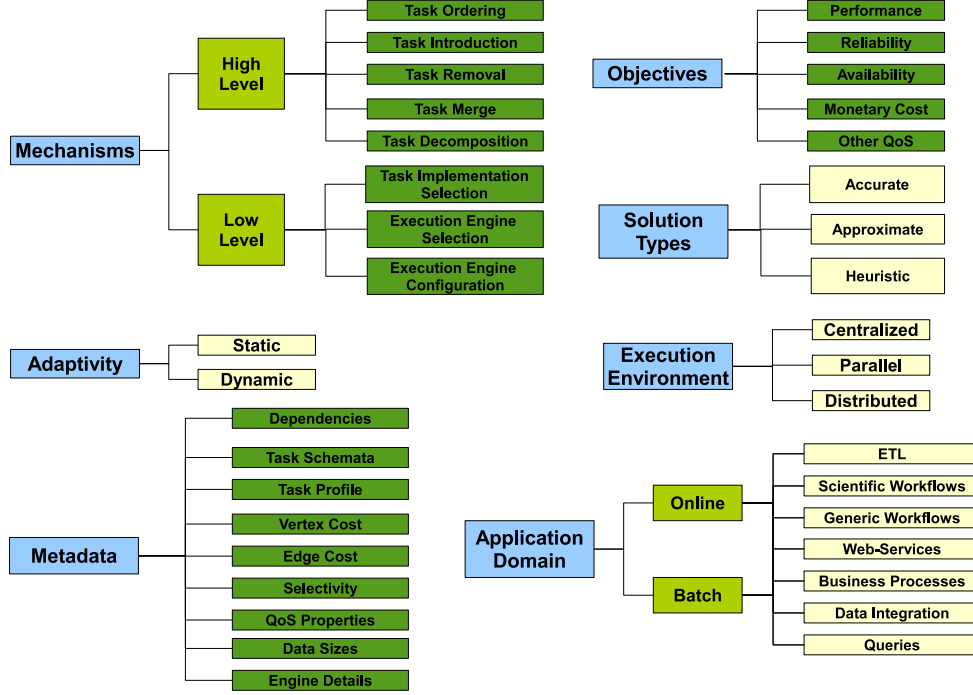 Mechanisms
High
Level
Task Ordering
Task Introduction
Task Removal
Task Merge
Task Decomposition
Low
Level
Task Implementation
Selection
Execution Engine
Selection
Execution Engine
Configuration
Objectives
Performance
Reliability
Availability
Monetary Cost
Other QoS
Solution
Types
Accurate
Approximate
Heuristic
Adaptivity
Static
Dynamic
Execution
Environment
Centralized
Parallel
Distributed
Metadata
Dependencies
Task Schemata
Task Profile
Vertex Cost
Edge Cost
Selectivity
QoS Properties
Data Sizes
Engine Details
Application
Domain
Online
Batch
ETL
Scientific Workflows
Generic Workflows
Web-Services
Business Processes
Data Integration
Queries